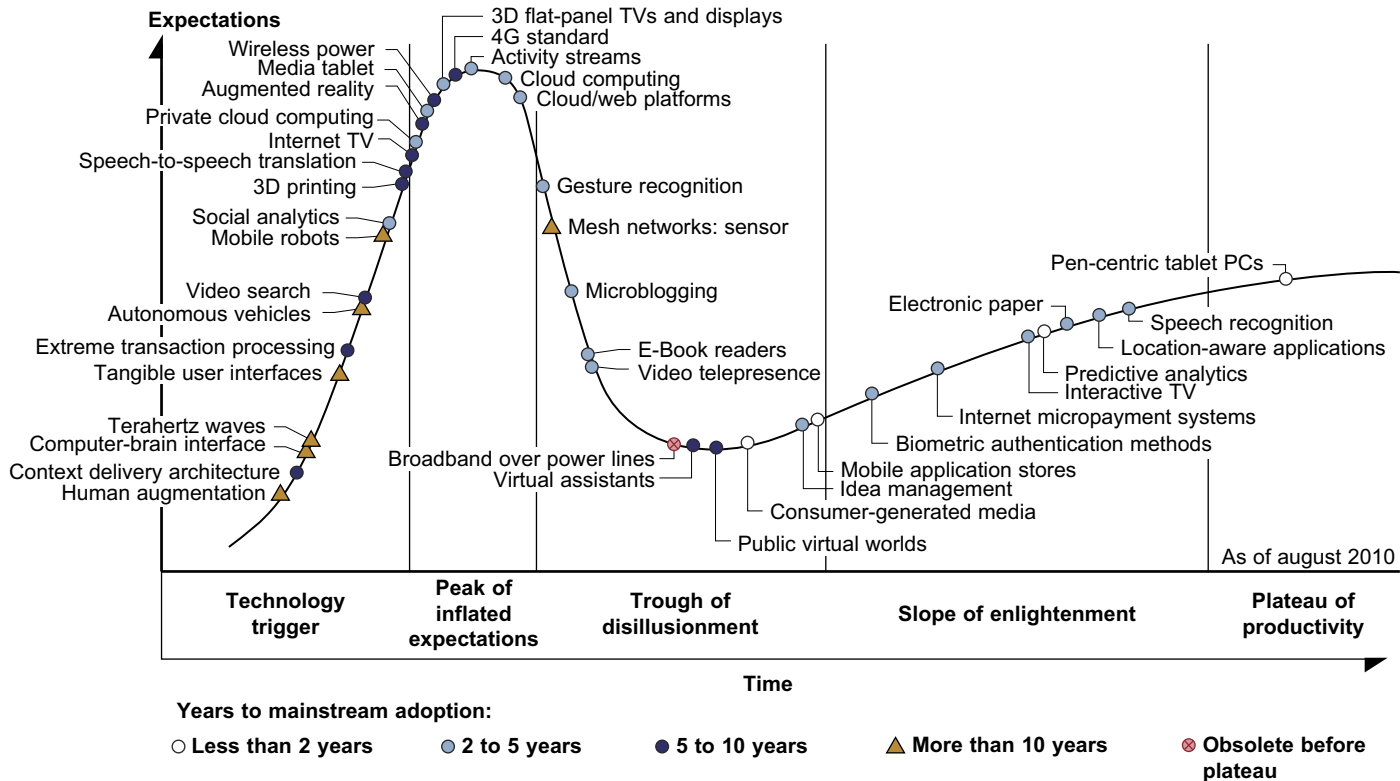 Expectations
3D flat-panel TVs and displays
4G standard
Activity streams
Wireless power
Media tablet
Augmented reality
Cloud computing
Cloud/web platforms
Private cloud computing
Internet TV
Speech-to-speech translation
3D printing
Gesture recognition
Social analytics
Mobile robots
Mesh networks: sensor
Video search
Autonomous vehicles
Microblogging
Extreme transaction processing
Tangible user interfaces
E-Book readers
Video telepresence
Terahertz waves
Computer-brain interface
Context delivery architecture
Human augmentation
Broadband over power lines
Virtual assistants
Public virtual worlds
Consumer-generated media
Idea management
Mobile application stores
Biometric authentication methods
Internet micropayment systems
Interactive TV
Predictive analytics
Electronic paper
Location-aware applications
Speech recognition
Pen-centric tablet PCs
As of august 2010
Technology
trigger
Peak of
inflated
expectations
Trough of
disillusionment
Slope of enlightenment
Plateau of
productivity
Time
Years to mainstream adoption:
Less than 2 years
2 to 5 years
5 to 10 years
More than 10 years
Obsolete before
plateau